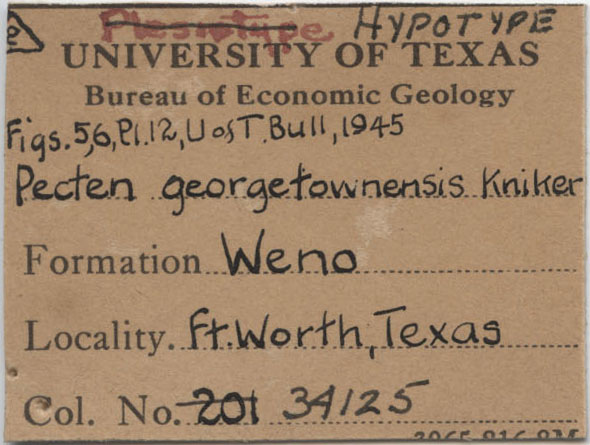 Plesiotype HYPOTYPE
UNIVERSITY OF TEXAS
Bureau of Economic Geology
Figs.5,6,Pl.12,U of T.Bull,1945
Pecten georgetownensis Kniker
Formation Weno
Locality. Ft.Worth,Texas
Col. No. 201 34125